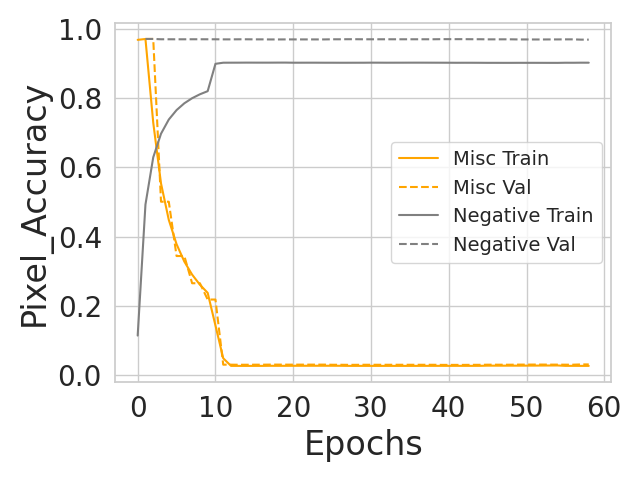 1.0
0.8
0.6
0.4
0.2
0.0
Pixel_Accuracy
Misc Train
Misc Val
Negative Train
Negative Val
0 10 20 30 40 50 60
Epochs